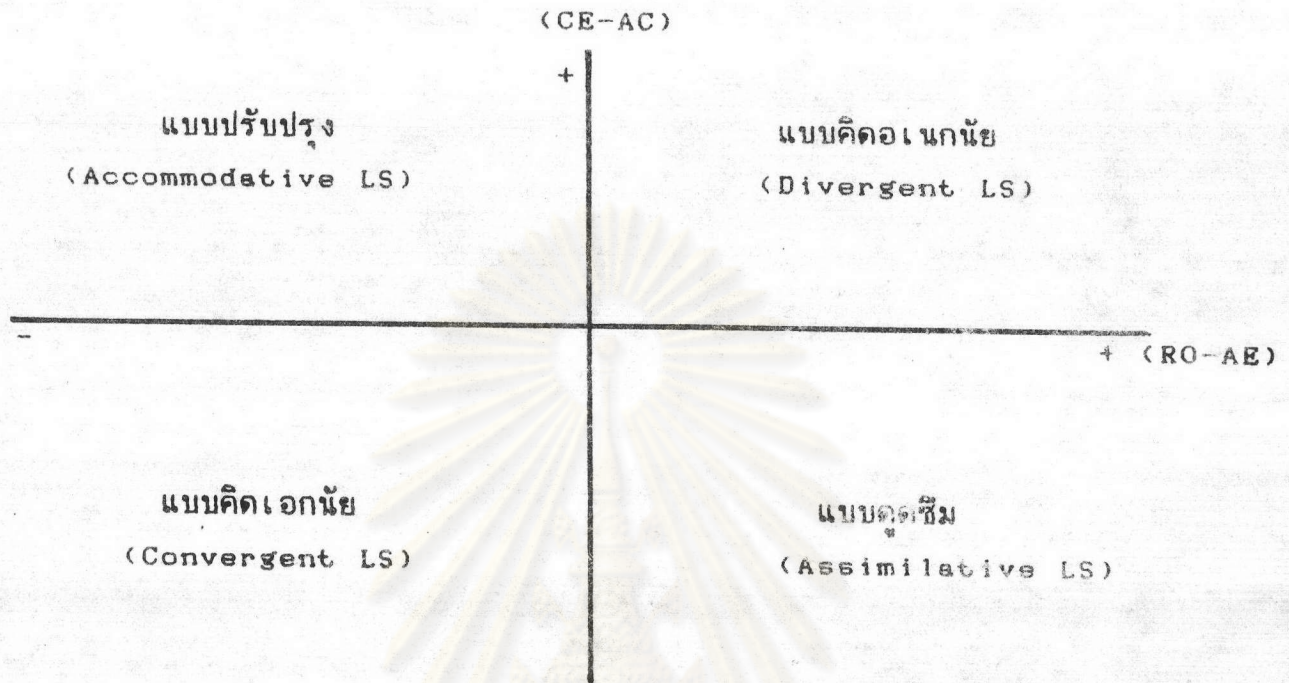 (CE-AC)
+
แบบปรับปรุง
(Accommodative LS)
แบบคิดอเนกนัย
(Divergent LS)
-
+ (RO-AE)
แบบคิดเอกนัย
(Convergent LS)
แบบดูดซึม
(Assimilative LS)